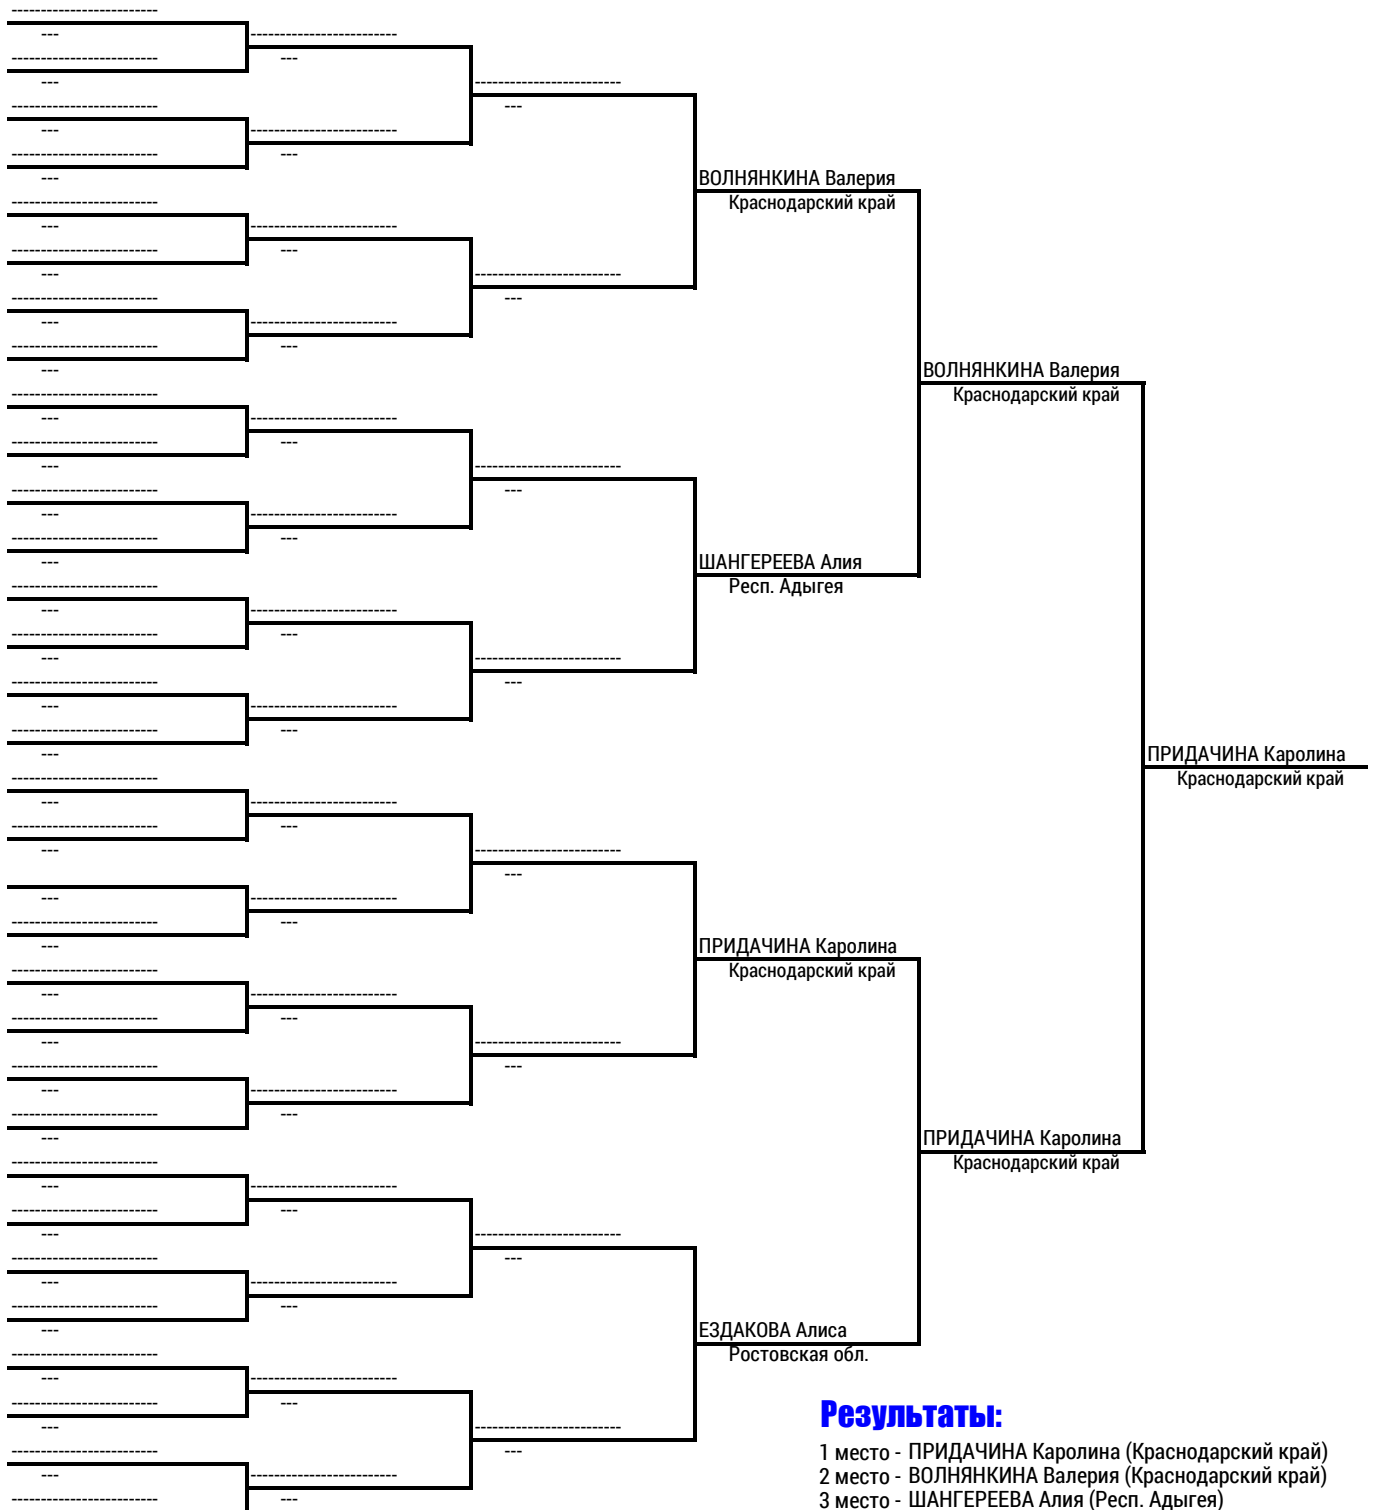 ВОЛНЯНКИНА Валерия
Краснодарский край
ВОЛНЯНКИНА Валерия
Краснодарский край
ШАНГЕРЕЕВА Алия
Респ. Адыгея
ПРИДАЧИНА Каролина
Краснодарский край
ПРИДАЧИНА Каролина
Краснодарский край
ПРИДАЧИНА Каролина
Краснодарский край
ЕЗДАКОВА Алиса
Ростовская обл.
Результаты:
1 место - ПРИДАЧИНА Каролина (Краснодарский край)
2 место - ВОЛНЯНКИНА Валерия (Краснодарский край)
3 место - ШАНГЕРЕЕВА Алия (Респ. Адыгея)